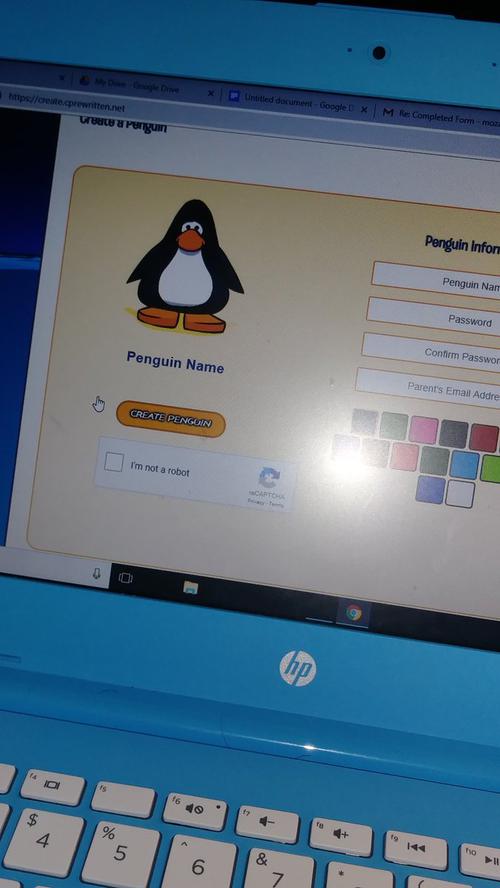 My Drive - Google Drive
Untitled document - Google D
Re: Completed Form - moza
https://create.cprewritten.net
Create a Penguin
Penguin Infor
Penguin Nam
Password
Confirm Passwor
Parent's Email Addre
Penguin Name
CREATE PENGUIN
I'm not a robot
reCAPTCHA
Privacy - Terms
hp
f4
f5
f6
f7
f8
f9
f10
$
4
%
5
^
6
&
7
*
(